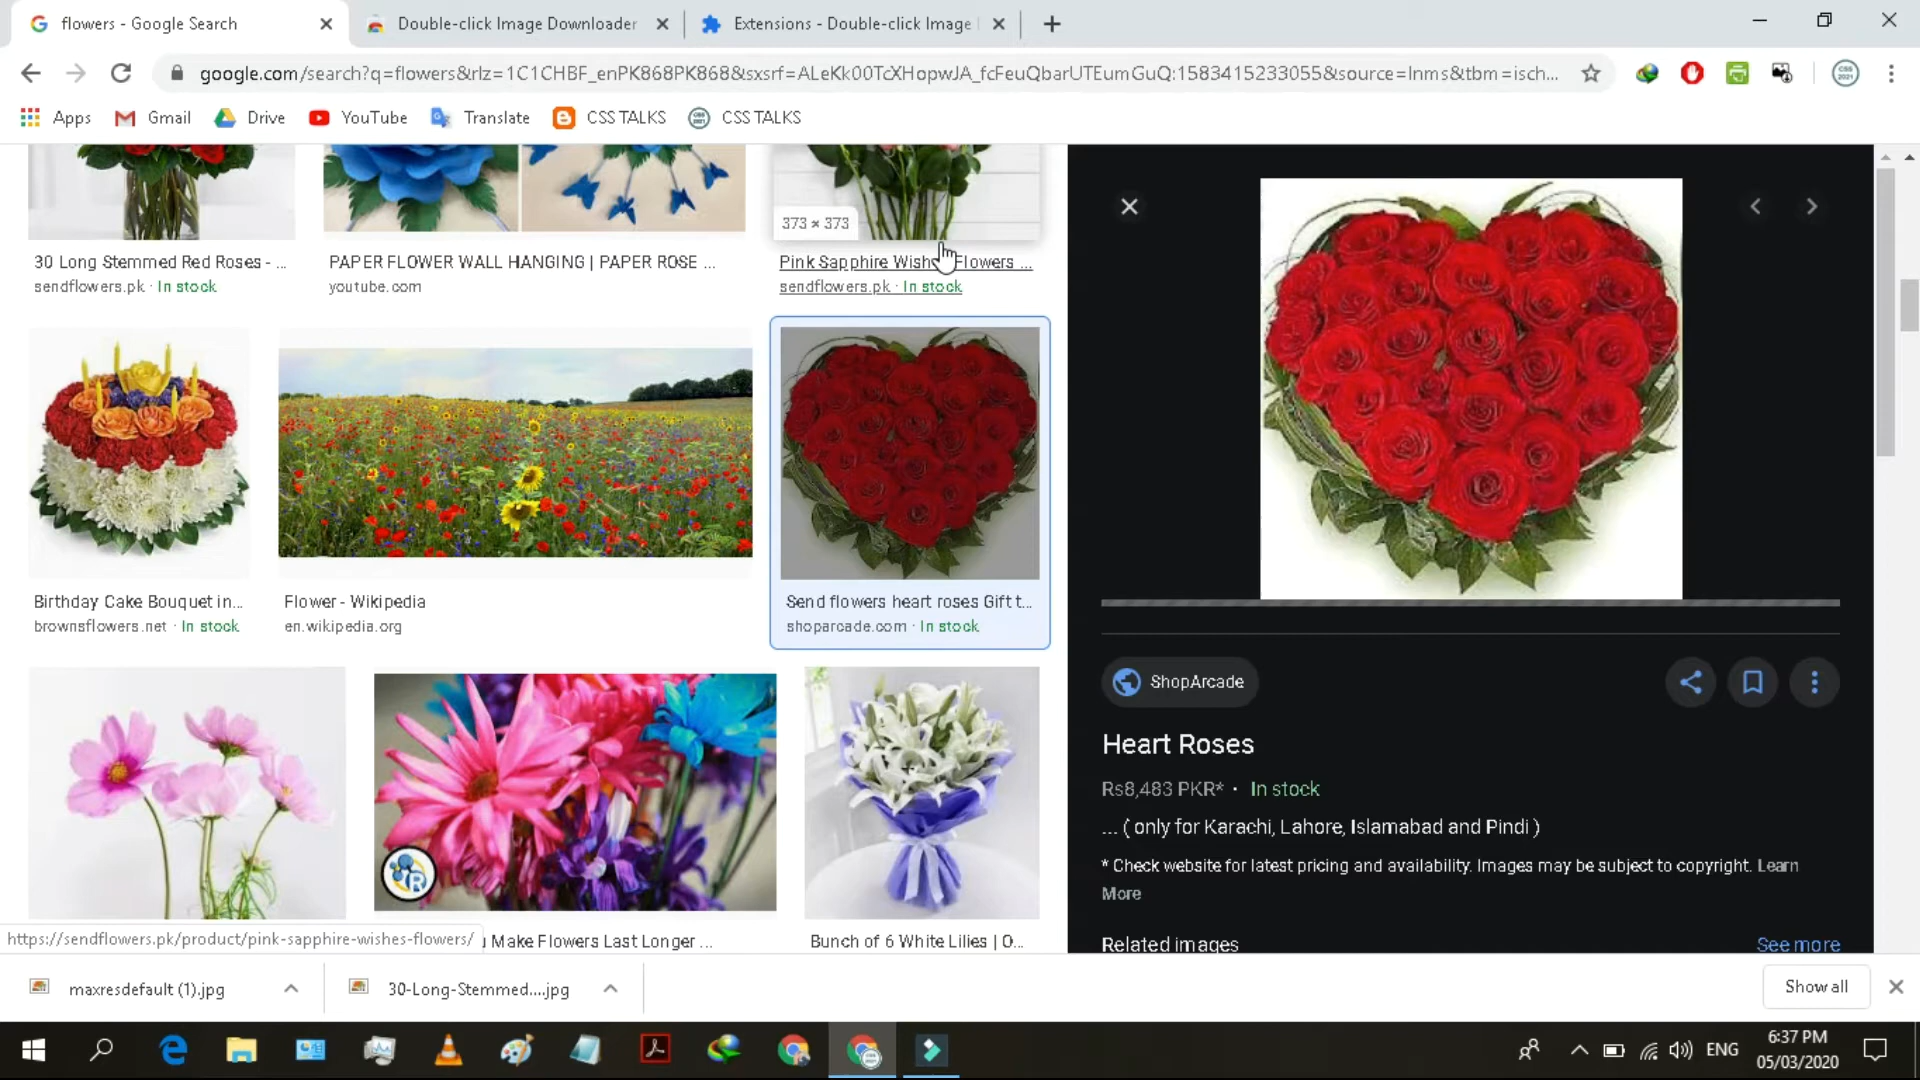 flowers - Google Search
Double-click Image Downloader
Extensions - Double-click Image
google.com/search?q=flowers&rlz=1C1CHBF_enPK868PK868&sxsrf=ALeKk00TcXHopwJA_fcFeuQbarUTEumGuQ:1583415233055&source=lnms&tbm=isch...
Apps
Gmail
Drive
YouTube
Translate
CSS TALKS
CSS TALKS
373 × 373
30 Long Stemmed Red Roses - ...
sendflowers.pk · In stock
PAPER FLOWER WALL HANGING | PAPER ROSE ...
youtube.com
Pink Sapphire Wish Flowers ...
sendflowers.pk · In stock
Birthday Cake Bouquet in...
brownsflowers.net · In stock
Flower - Wikipedia
en.wikipedia.org
Send flowers heart roses Gift t...
shoparcade.com · In stock
R
u Make Flowers Last Longer ...
Bunch of 6 White Lilies | O...
https://sendflowers.pk/product/pink-sapphire-wishes-flowers/
ShopArcade
Heart Roses
Rs8,483 PKR* · In stock
... ( only for Karachi, Lahore, Islamabad and Pindi )
* Check website for latest pricing and availability. Images may be subject to copyright. Learn
More
Related images
See more
maxresdefault (1).jpg
30-Long-Stemmed....jpg
Show all
ENG
6:37 PM
05/03/2020